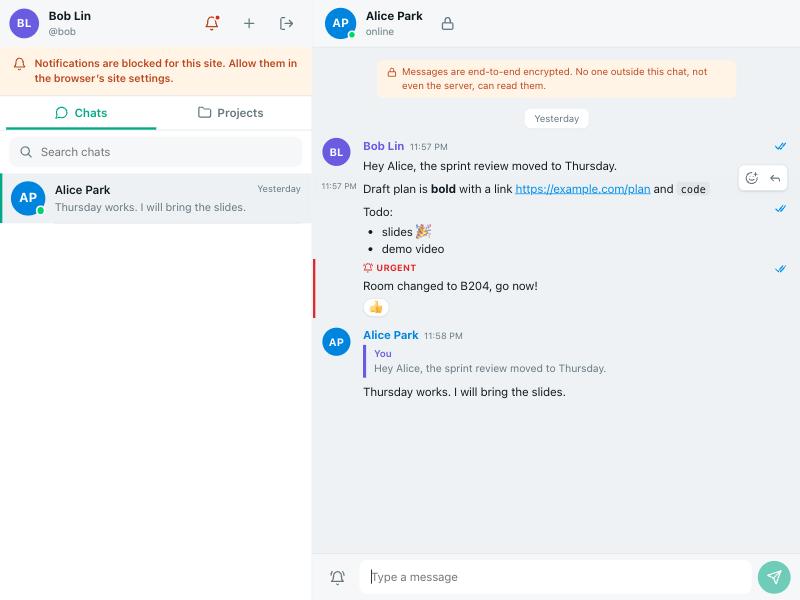 BL
Bob Lin
@bob
Notifications are blocked for this site. Allow them in
the browser's site settings.
Chats
Projects
Search chats
AP
Alice Park
Yesterday
Thursday works. I will bring the slides.
AP
Alice Park
online
Messages are end-to-end encrypted. No one outside this chat, not
even the server, can read them.
Yesterday
BL
Bob Lin 11:57 PM
Hey Alice, the sprint review moved to Thursday.
11:57 PM Draft plan is bold with a link https://example.com/plan and code
Todo:
• slides 🎉
• demo video
URGENT
Room changed to B204, go now!
👍
AP
Alice Park 11:58 PM
You
Hey Alice, the sprint review moved to Thursday.
Thursday works. I will bring the slides.
Type a message